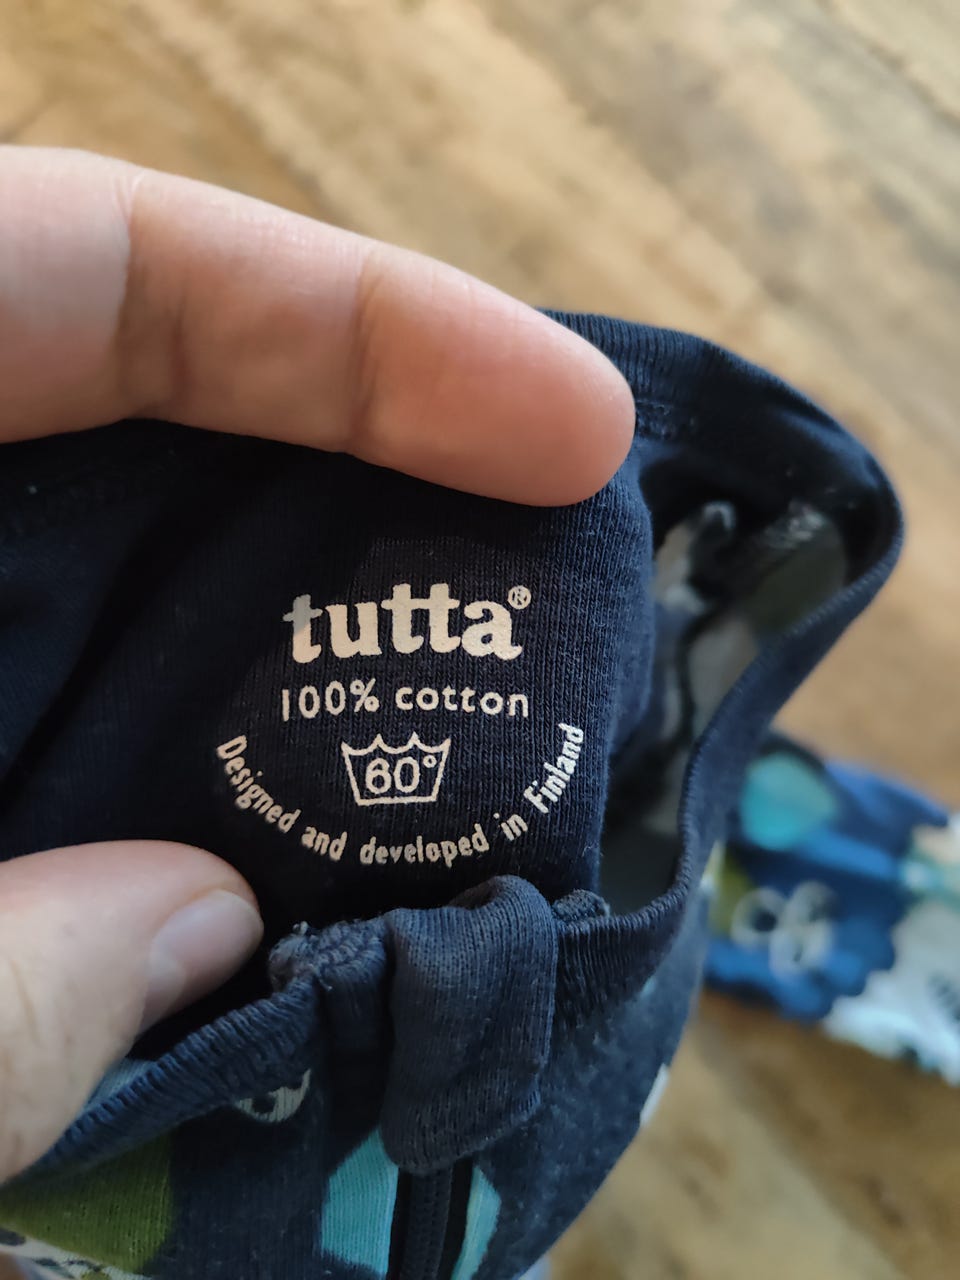 tutta®
100% cotton
60°
Designed and developed in Finland